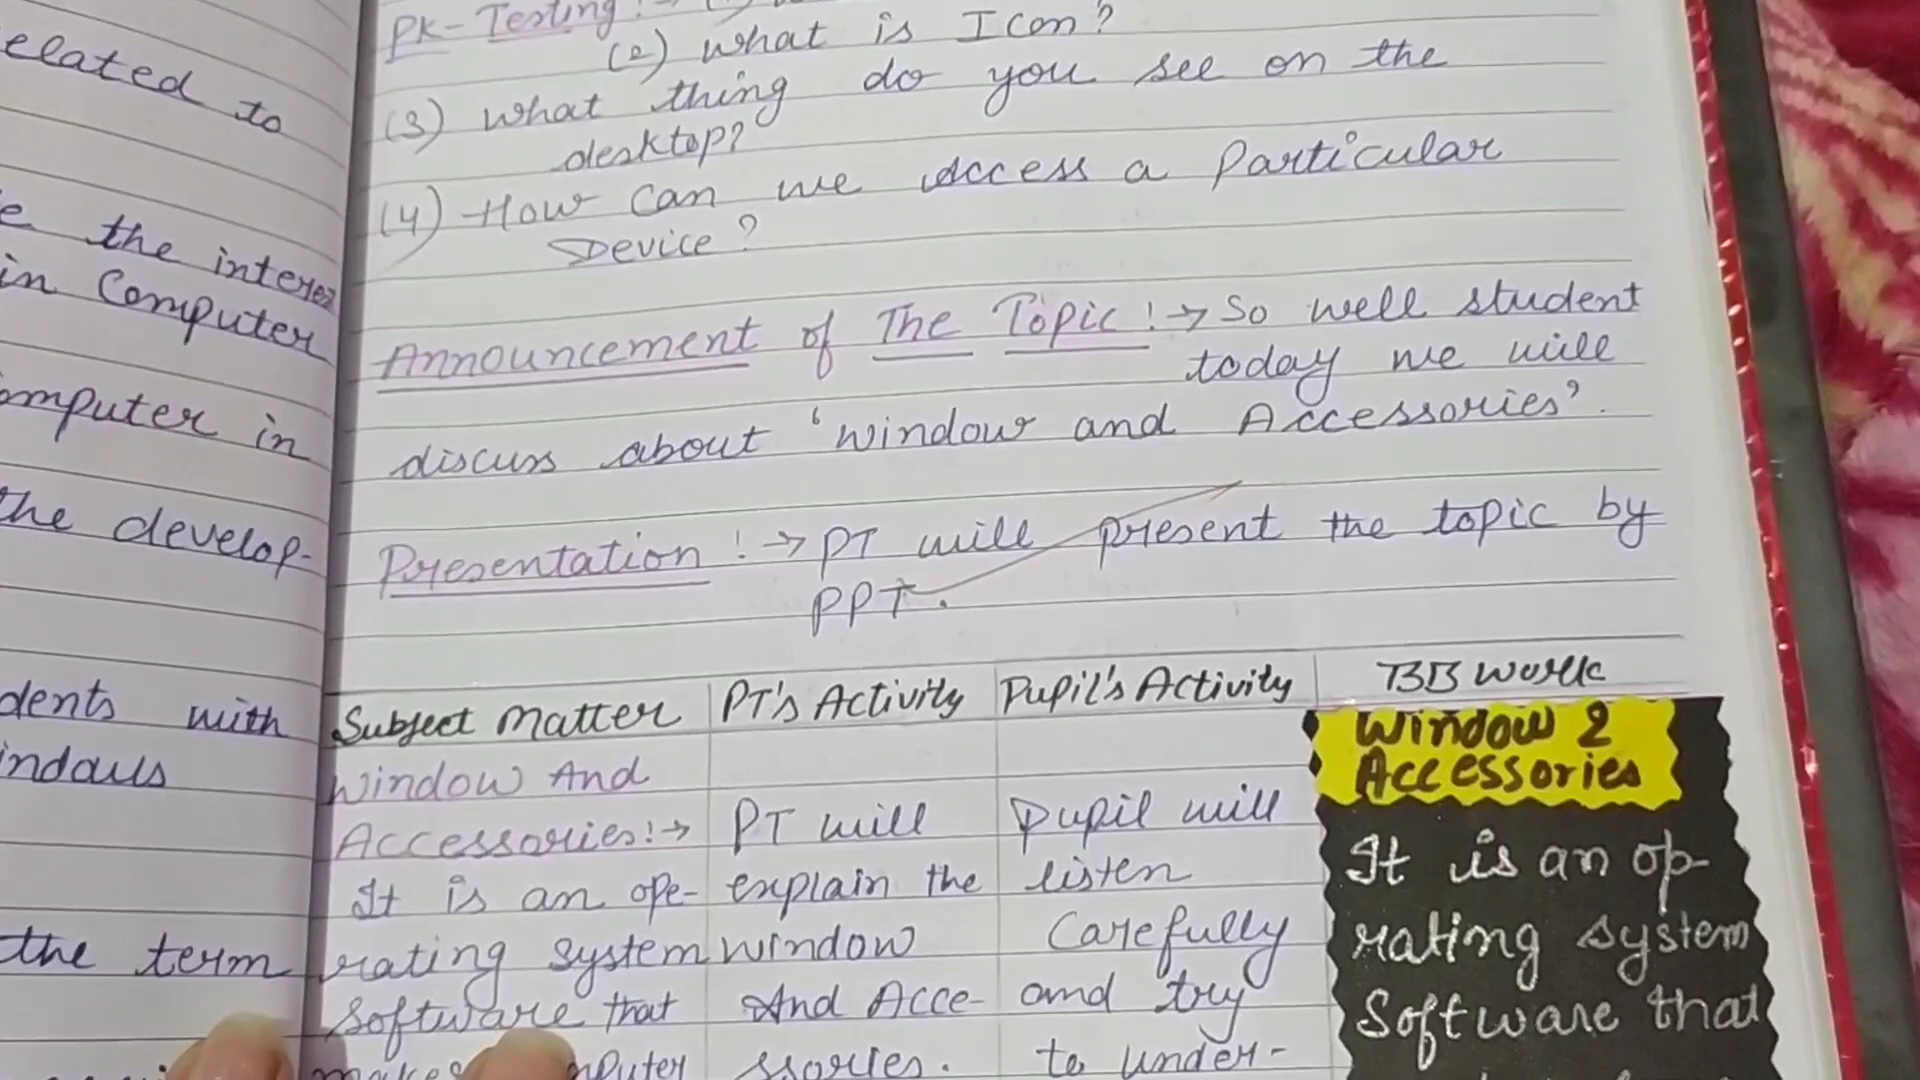 elated to
e the interes
in Computer
omputer in
the develop-
dents with
indows
the term
PK-Testing :→
(2) What is Icon?
(3) What thing do you see on the
desktop?
(4) How Can we access a Particular
Device?
Announcement of The Topic :→ So well student
today we will
discuss about 'window and Accessories'.
Presentation :→ PT will present the topic by
PPT.
Subject Matter
Window And
Accessories :→
It is an ope-
rating system
Software that
PT's Activity
PT will
explain the
window
And Acce-
ssories.
Pupil's Activity
Pupil will
listen
Carefully
and try
to under-
BB work
Window &
Accessories
It is an op-
rating system
Software that